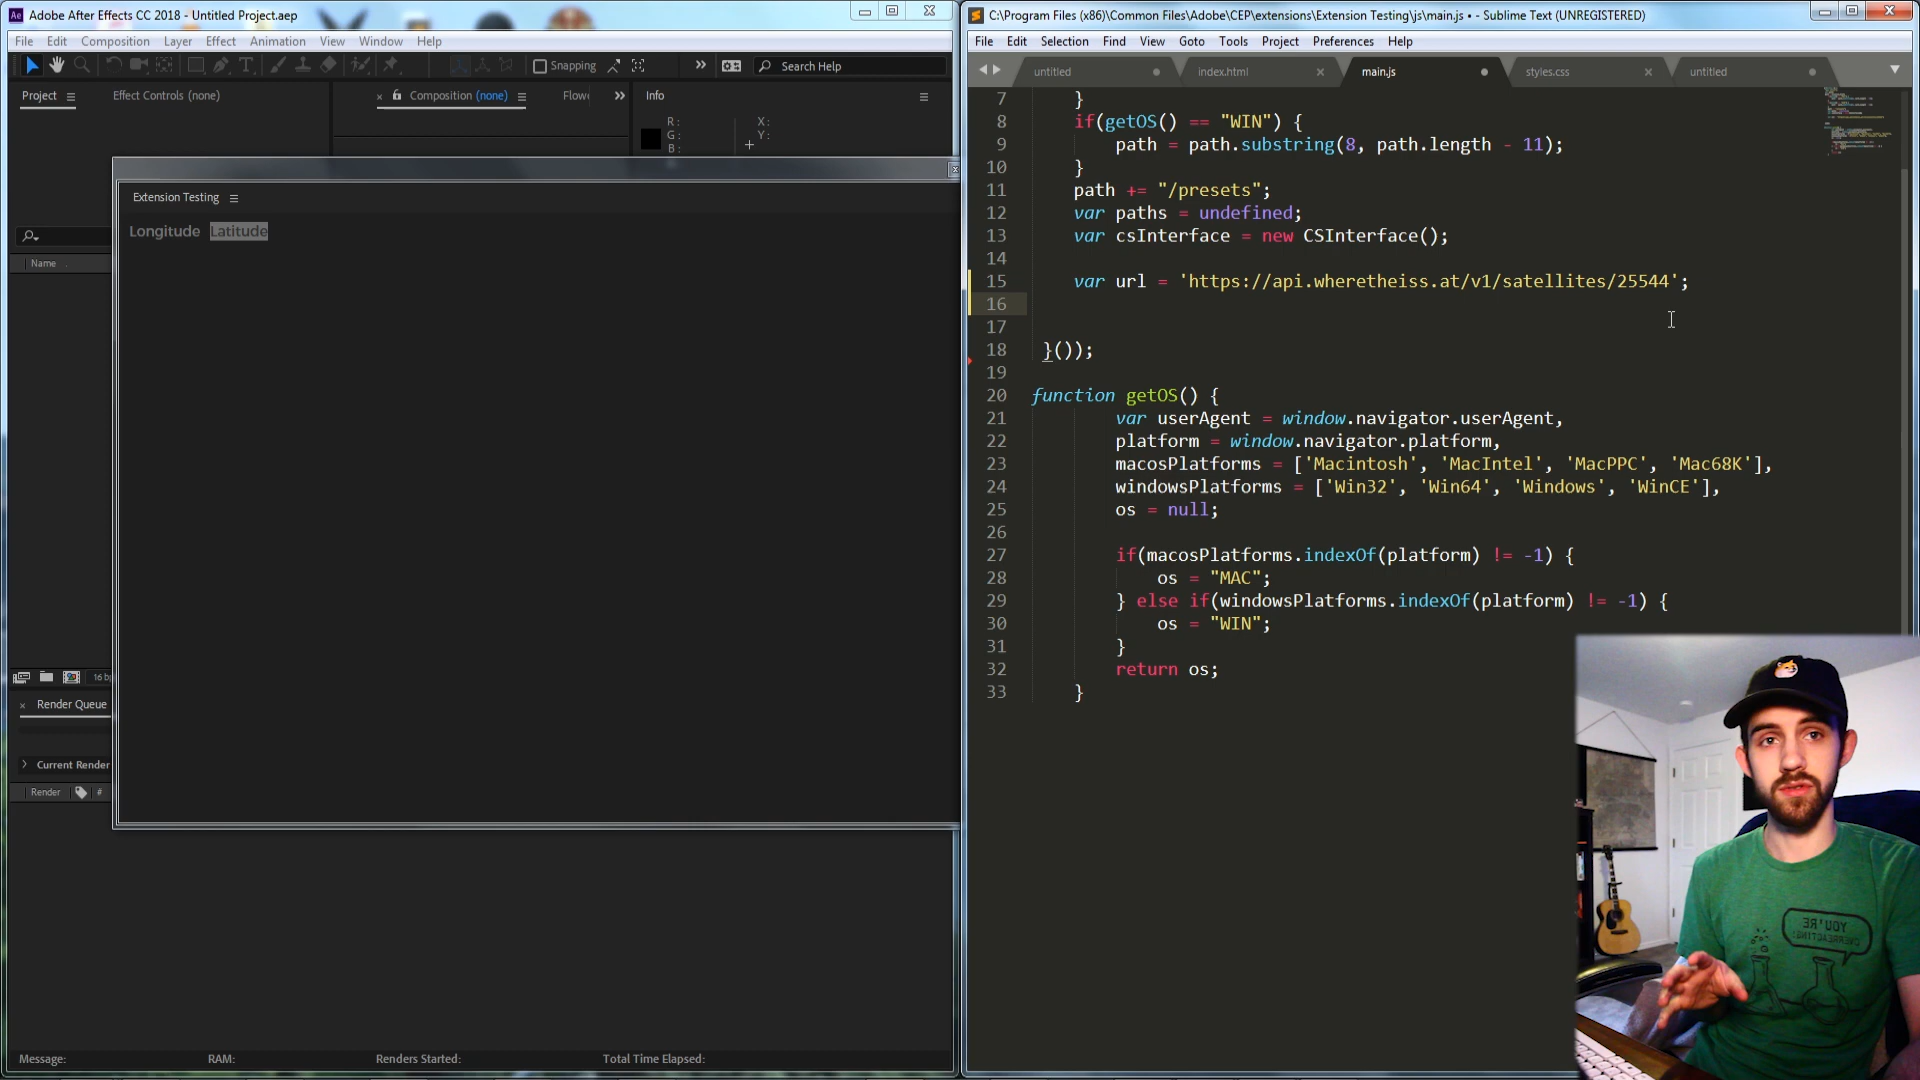 Adobe After Effects CC 2018 - Untitled Project.aep
File Edit Composition Layer Effect Animation View Window Help
Snapping
Search Help
Project
Effect Controls (none)
Composition (none)
Info
R:
G:
B:
X:
Y:
Extension Testing
Longitude Latitude
Name
Render Queue
Current Render
Render #
Message:
RAM:
Renders Started:
Total Time Elapsed:
C:\Program Files (x86)\Common Files\Adobe\CEP\extensions\Extension Testing\js\main.js • - Sublime Text (UNREGISTERED)
File Edit Selection Find View Goto Tools Project Preferences Help
untitled index.html main.js styles.css untitled
7 }
8 if(getOS() == "WIN") {
9 path = path.substring(8, path.length - 11);
10 }
11 path += "/presets";
12 var paths = undefined;
13 var csInterface = new CSInterface();
14
15 var url = 'https://api.wheretheiss.at/v1/satellites/25544';
16
17
18 }());
19
20 function getOS() {
21 var userAgent = window.navigator.userAgent,
22 platform = window.navigator.platform,
23 macosPlatforms = ['Macintosh', 'MacIntel', 'MacPPC', 'Mac68K'],
24 windowsPlatforms = ['Win32', 'Win64', 'Windows', 'WinCE'],
25 os = null;
26
27 if(macosPlatforms.indexOf(platform) != -1) {
28 os = "MAC";
29 } else if(windowsPlatforms.indexOf(platform) != -1) {
30 os = "WIN";
31 }
32 return os;
33 }
YOU'RE
OVERREACTING!